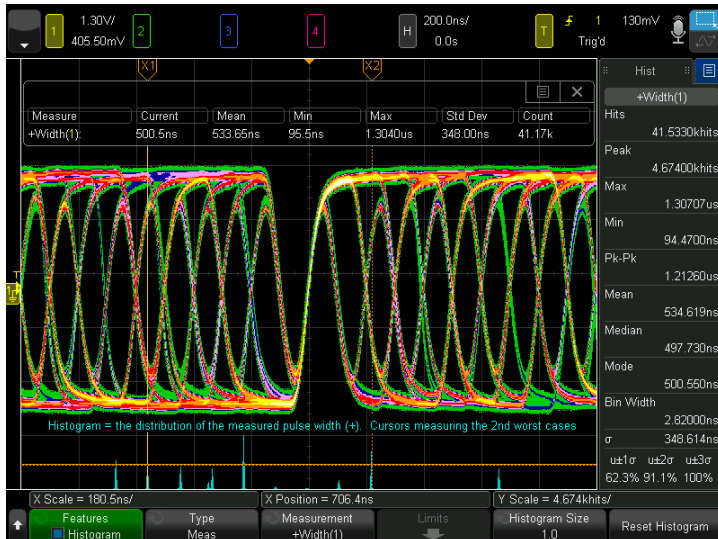 1 1.30V/ 405.50mV 2 3 4 H 200.0ns/ 0.0s T 1 130mV Trig'd
X1 X2
Measure Current Mean Min Max Std Dev Count
+Width(1): 500.5ns 533.65ns 95.5ns 1.3040us 348.00ns 41.17k
T
1
Histogram = the distribution of the measured pulse width (+). Cursors measuring the 2nd worst cases
Hist
+Width(1)
Hits
41.5330khits
Peak
4.67400khits
Max
1.30707us
Min
94.4700ns
Pk-Pk
1.21260us
Mean
534.619ns
Median
497.730ns
Mode
500.550ns
Bin Width
2.82000ns
σ
348.614ns
u±1σ u±2σ u±3σ
62.3% 91.1% 100%
X Scale = 180.5ns/ X Position = 706.4ns Y Scale = 4.674khits/
Features Type Measurement Limits Histogram Size Reset Histogram
Histogram Meas +Width(1) 1.0